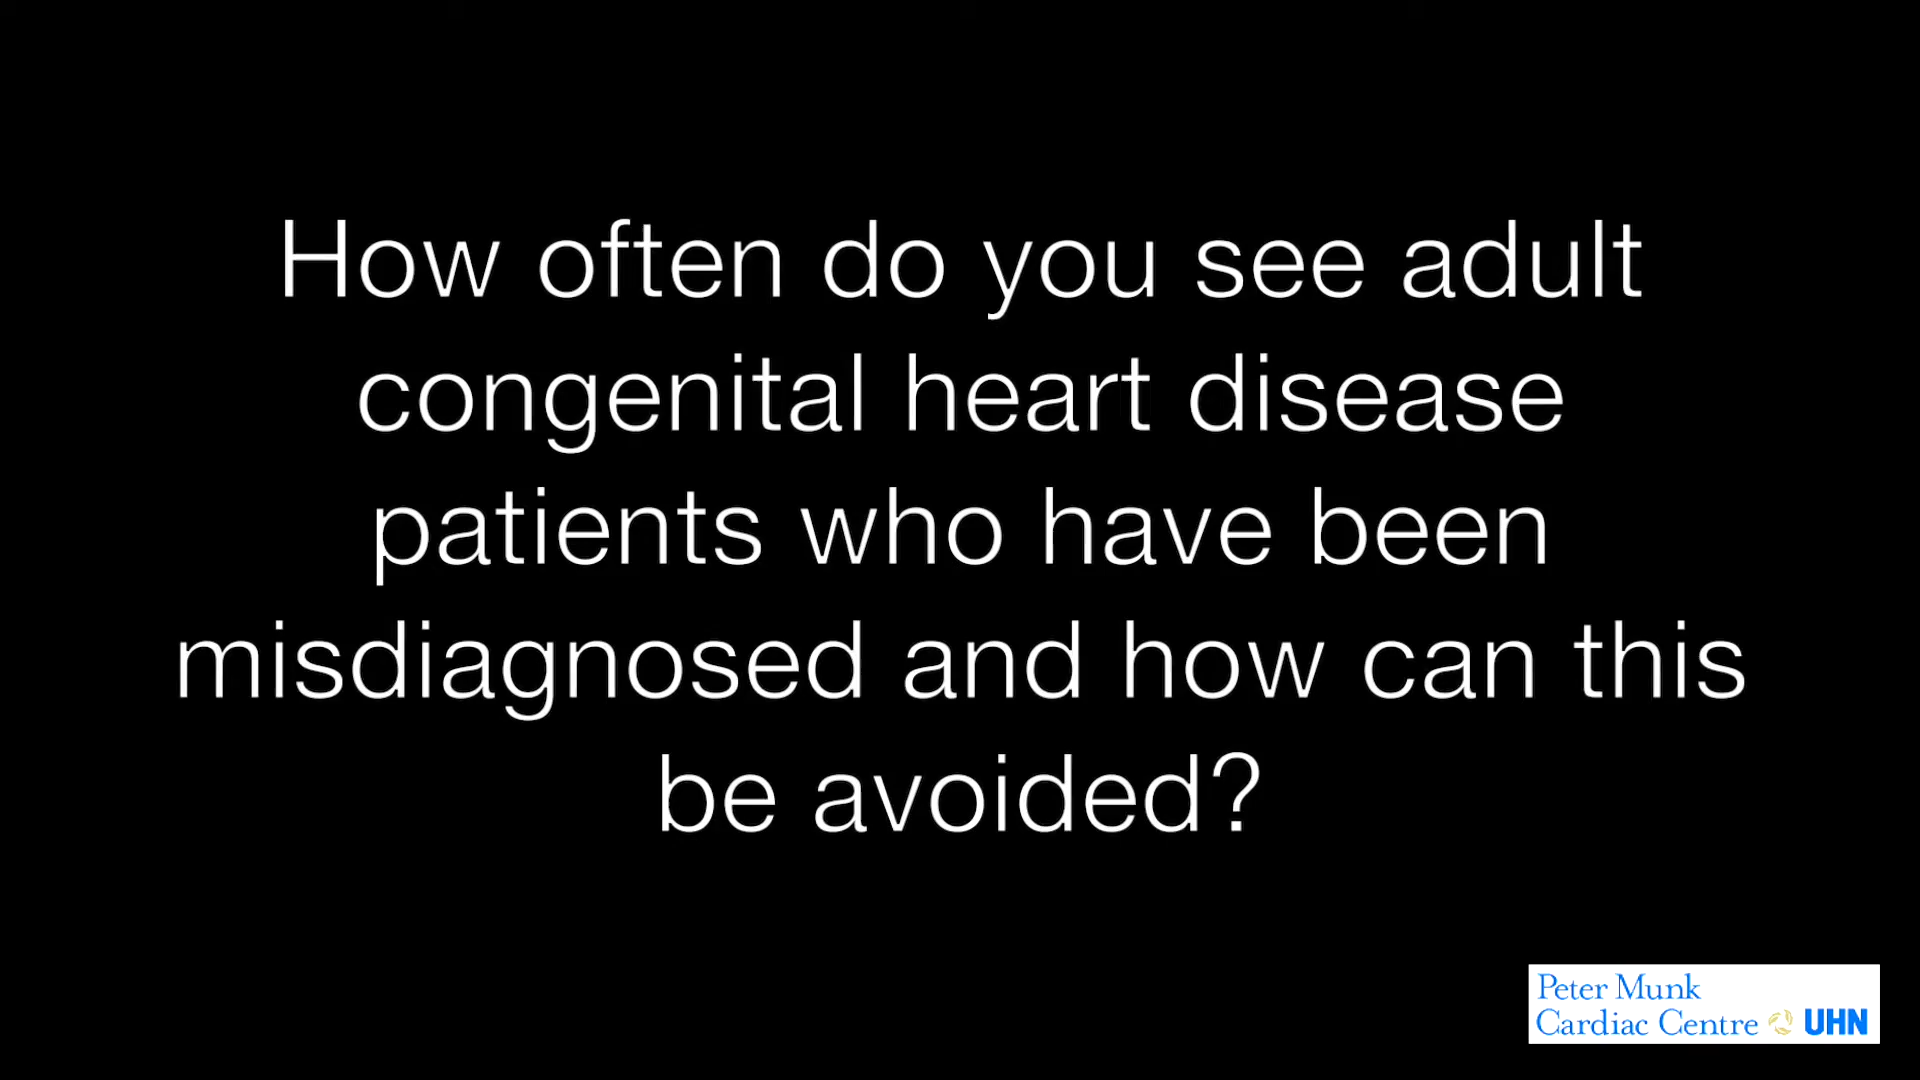 How often do you see adult
congenital heart disease
patients who have been
misdiagnosed and how can this
be avoided?
Peter Munk
Cardiac Centre UHN